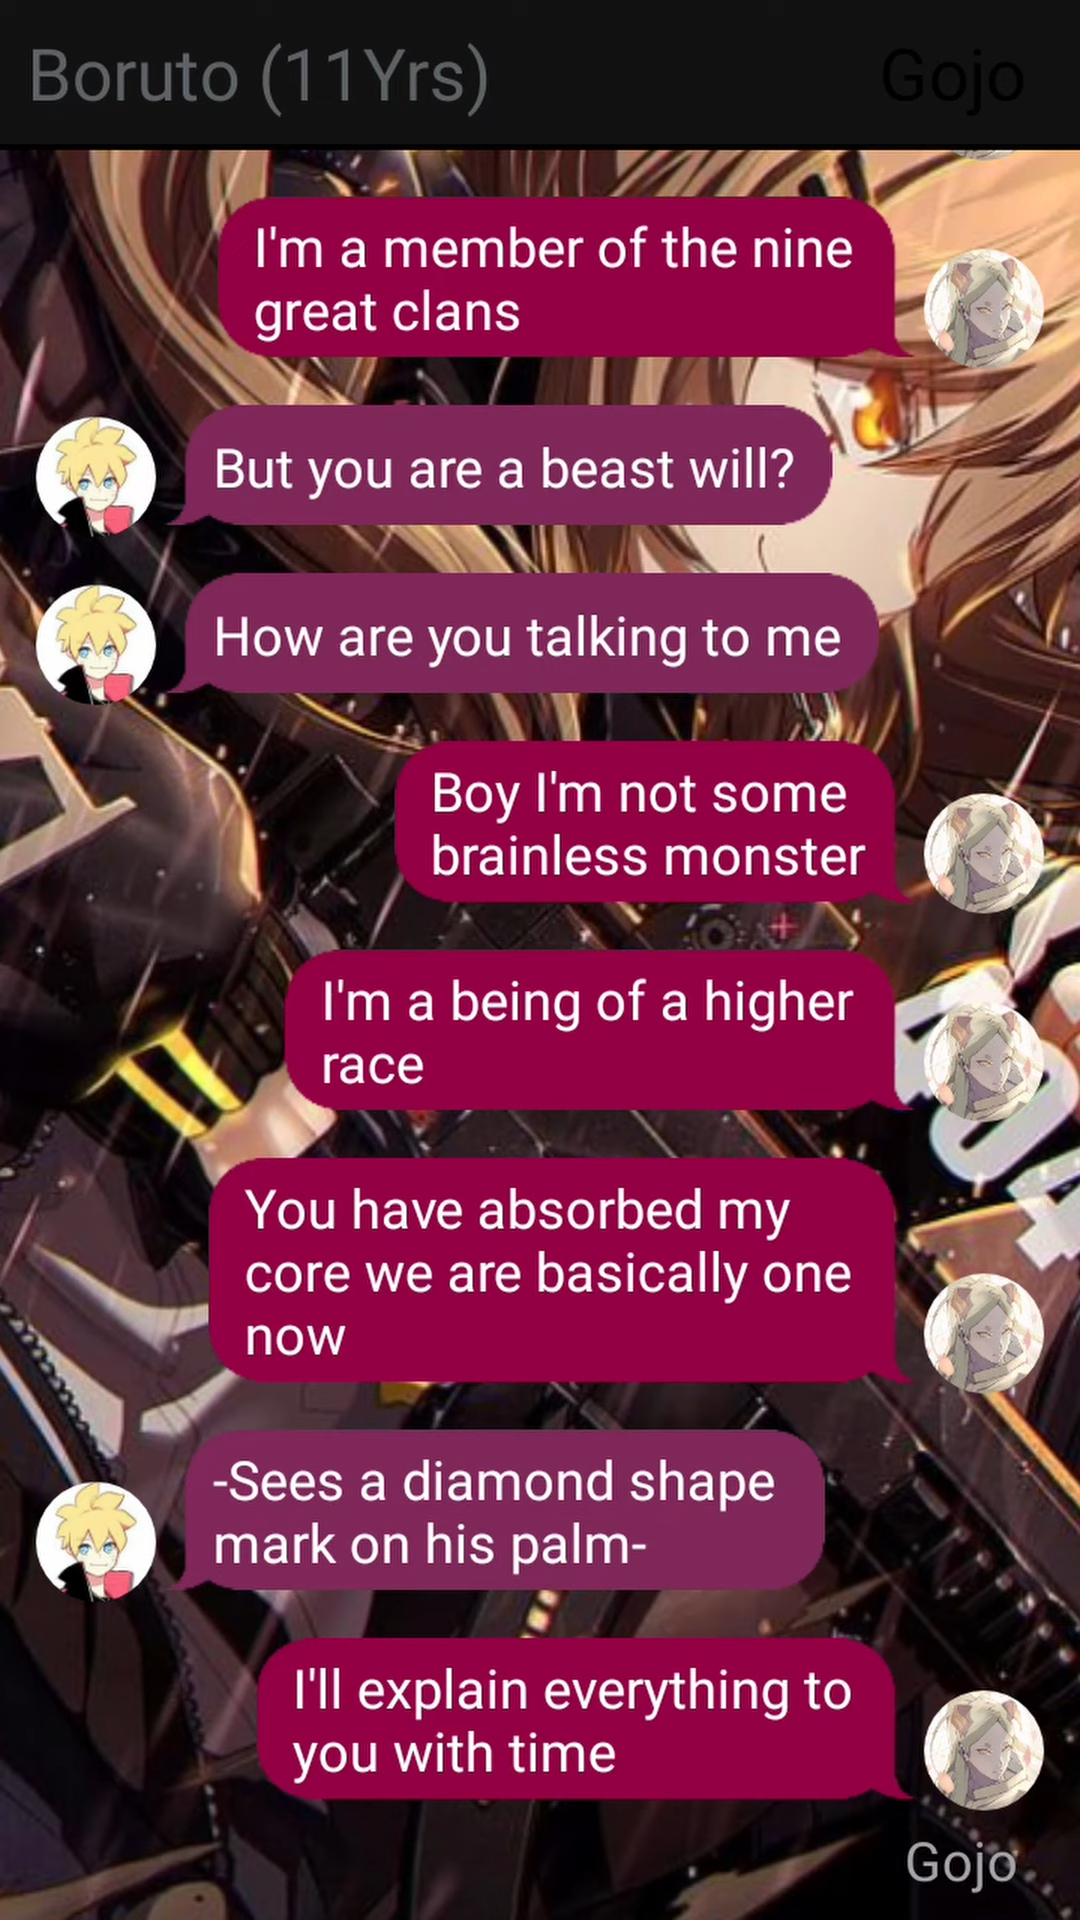 Boruto (11Yrs)
Gojo
I'm a member of the nine
great clans
But you are a beast will?
How are you talking to me
Boy I'm not some
brainless monster
I'm a being of a higher
race
You have absorbed my
core we are basically one
now
-Sees a diamond shape
mark on his palm-
I'll explain everything to
you with time
Gojo